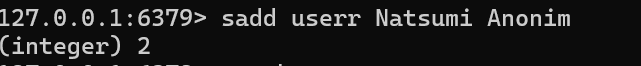 127.0.0.1:6379> sadd userr Natsumi Anonim
(integer) 2